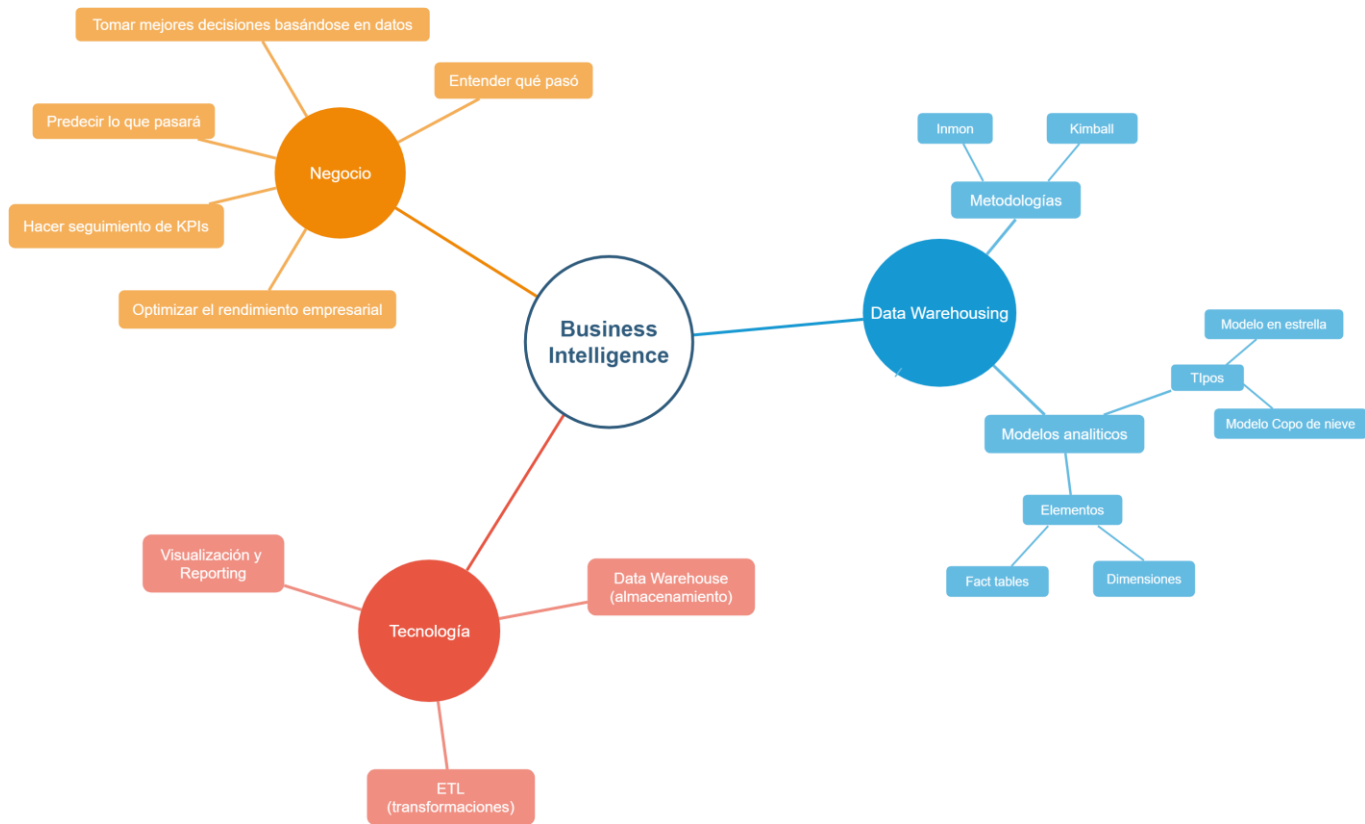 Tomar mejores decisiones basándose en datos
Entender qué pasó
Predecir lo que pasará
Negocio
Hacer seguimiento de KPIs
Optimizar el rendimiento empresarial
Business
Intelligence
Inmon
Kimball
Metodologías
Data Warehousing
Modelo en estrella
TIpos
Modelo Copo de nieve
Modelos analiticos
Elementos
Fact tables
Dimensiones
Visualización y
Reporting
Data Warehouse
(almacenamiento)
Tecnología
ETL
(transformaciones)